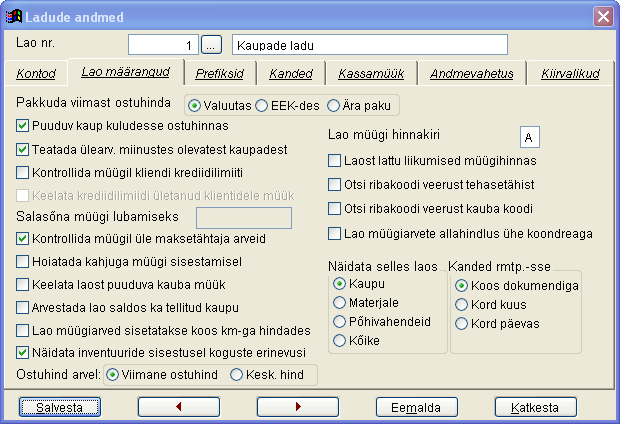 Ladude andmed
Lao nr. 1 ... Kaupade ladu
Kontod Lao määrangud Prefiksid Kanded Kassamüük Andmevahetus Kiirvalikud
Pakkuda viimast ostuhinda Valuutas EEK-des Ära paku
Puuduv kaup kuludesse ostuhinnas
Teatada ülearv. miinustes olevatest kaupadest
Kontrollida müügil kliendi krediidilimiiti
Keelata krediidilimiidi ületanud klientidele müük
Salasõna müügi lubamiseks
Kontrollida müügil üle maksetähtaja arveid
Hoiatada kahjuga müügi sisestamisel
Keelata laost puuduva kauba müük
Arvestada lao saldos ka tellitud kaupu
Lao müügiarved sisetatakse koos km-ga hindades
Näidata inventuuride sisestusel koguste erinevusi
Ostuhind arvel: Viimane ostuhind Kesk. hind
Lao müügi hinnakiri A
Laost lattu liikumised müügihinnas
Otsi ribakoodi veerust tehasetähist
Otsi ribakoodi veerust kauba koodi
Lao müügiarvete allahindlus ühe koondreaga
Näidata selles laos
Kaupu
Materjale
Põhivahendeid
Kõike
Kanded rmtp.-sse
Koos dokumendiga
Kord kuus
Kord päevas
Salvesta Eemalda Katkesta